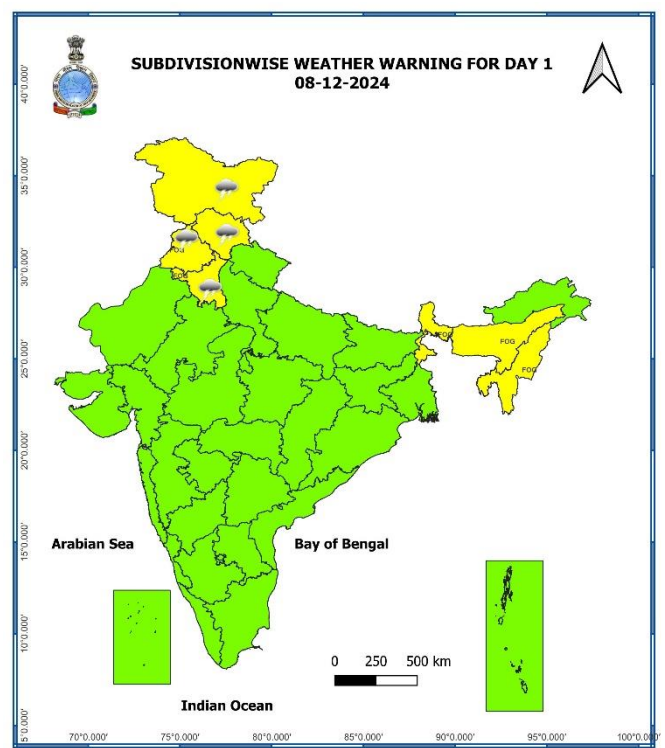 SUBDIVISIONWISE WEATHER WARNING FOR DAY 1
08-12-2024
40°0.000'
35°0.000'
30°0.000'
25°0.000'
20°0.000'
15°0.000'
10°0.000'
5°0.000'
FOG
FOG
FOG
Arabian Sea
Bay of Bengal
0 250 500 km
Indian Ocean
70°0.000' 75°0.000' 80°0.000' 85°0.000' 90°0.000' 95°0.000' 100°0.000'